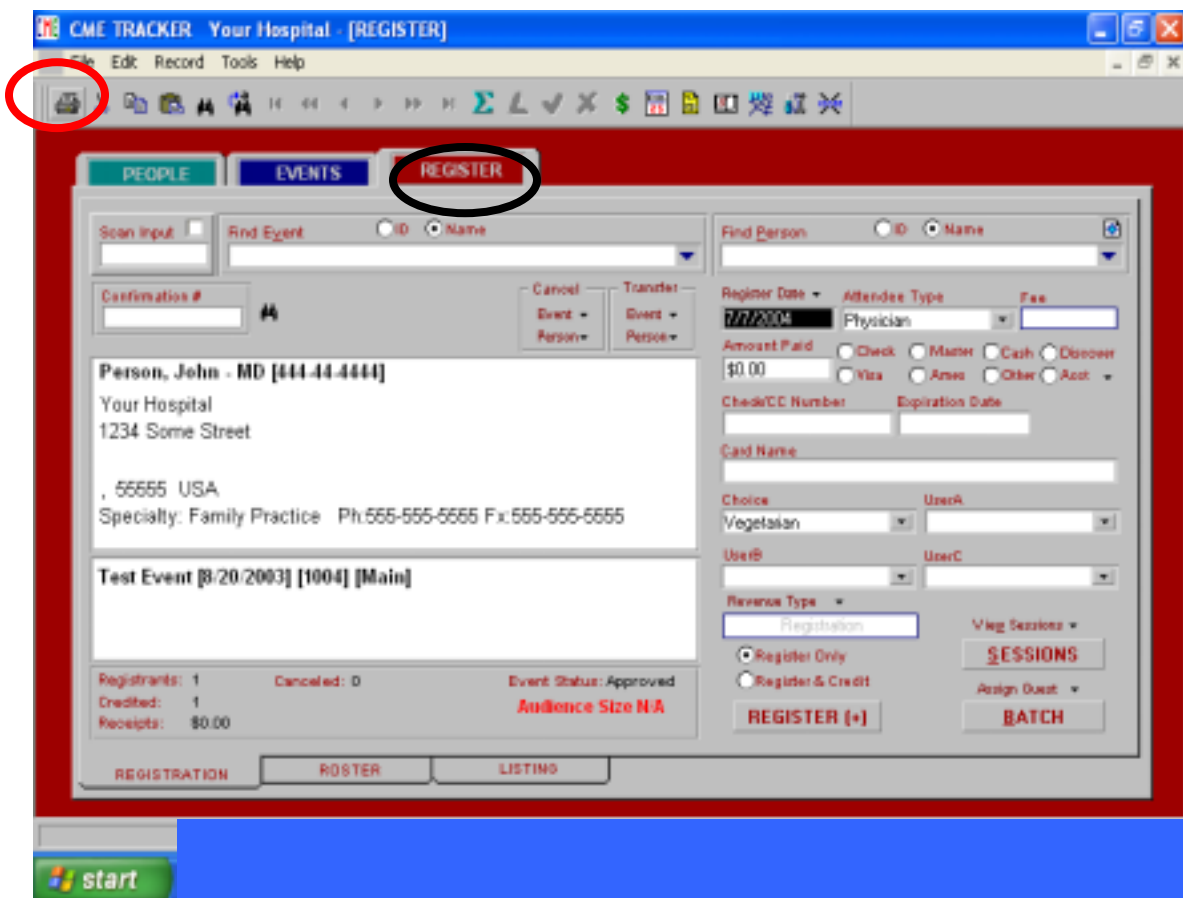 CME TRACKER Your Hospital - [REGISTER]
File Edit Record Tools Help
PEOPLE EVENTS REGISTER
Scan Input Find Event ID Name Find Person ID Name
Confirmation #
Cancel Transfer
Event Event
Person Person
Register Date Attendee Type Fee
7/7/2004 Physician
Amount Paid Check Master Cash Discover
$0.00 Visa Amex Other Acct
Person, John - MD [444-44-4444]
Your Hospital
1234 Some Street
, 55555 USA
Specialty: Family Practice Ph:555-555-5555 Fx:555-555-5555
Check/CC Number Expiration Date
Card Name
Choice UserA
Vegetarian
UserB UserC
Test Event [8/20/2003] [1004] [Main]
Revenue Type
Registration View Sessions
Register Only SESSIONS
Register & Credit Assign Guest
REGISTER [+] BATCH
Registrants: 1 Canceled: 0 Event Status: Approved
Credited: 1 Audience Size N/A
Receipts: $0.00
REGISTRATION ROSTER LISTING
start